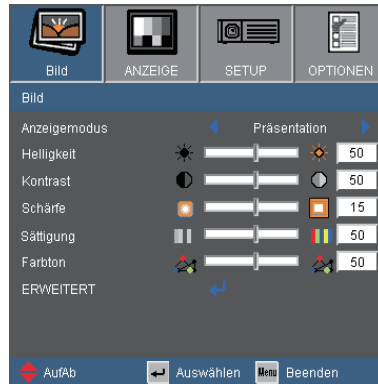 Bild ANZEIGE SETUP OPTIONEN
Bild
Anzeigemodus Präsentation
Helligkeit 50
Kontrast 50
Schärfe 15
Sättigung 50
Farbton 50
ERWEITERT
AufAb Auswählen Menu Beenden